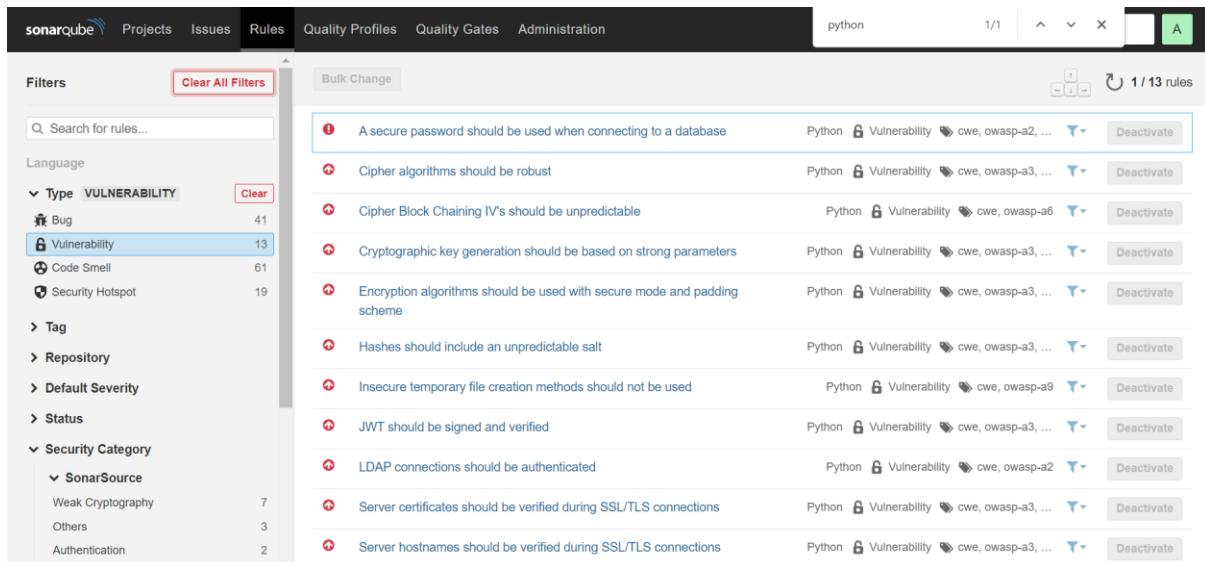 sonarqube Projects Issues Rules Quality Profiles Quality Gates Administration
python 1/1
A
Filters
Clear All Filters
Search for rules...
Language
Type VULNERABILITY Clear
Bug 41
Vulnerability 13
Code Smell 61
Security Hotspot 19
Tag
Repository
Default Severity
Status
Security Category
SonarSource
Weak Cryptography 7
Others 3
Authentication 2
Bulk Change
1 / 13 rules
A secure password should be used when connecting to a database Python Vulnerability cwe, owasp-a2, ... Deactivate
Cipher algorithms should be robust Python Vulnerability cwe, owasp-a3, ... Deactivate
Cipher Block Chaining IV's should be unpredictable Python Vulnerability cwe, owasp-a6 Deactivate
Cryptographic key generation should be based on strong parameters Python Vulnerability cwe, owasp-a3, ... Deactivate
Encryption algorithms should be used with secure mode and padding Python Vulnerability cwe, owasp-a3, ... Deactivate
scheme
Hashes should include an unpredictable salt Python Vulnerability cwe, owasp-a3, ... Deactivate
Insecure temporary file creation methods should not be used Python Vulnerability cwe, owasp-a9 Deactivate
JWT should be signed and verified Python Vulnerability cwe, owasp-a3, ... Deactivate
LDAP connections should be authenticated Python Vulnerability cwe, owasp-a2 Deactivate
Server certificates should be verified during SSL/TLS connections Python Vulnerability cwe, owasp-a3, ... Deactivate
Server hostnames should be verified during SSL/TLS connections Python Vulnerability cwe, owasp-a3, ... Deactivate